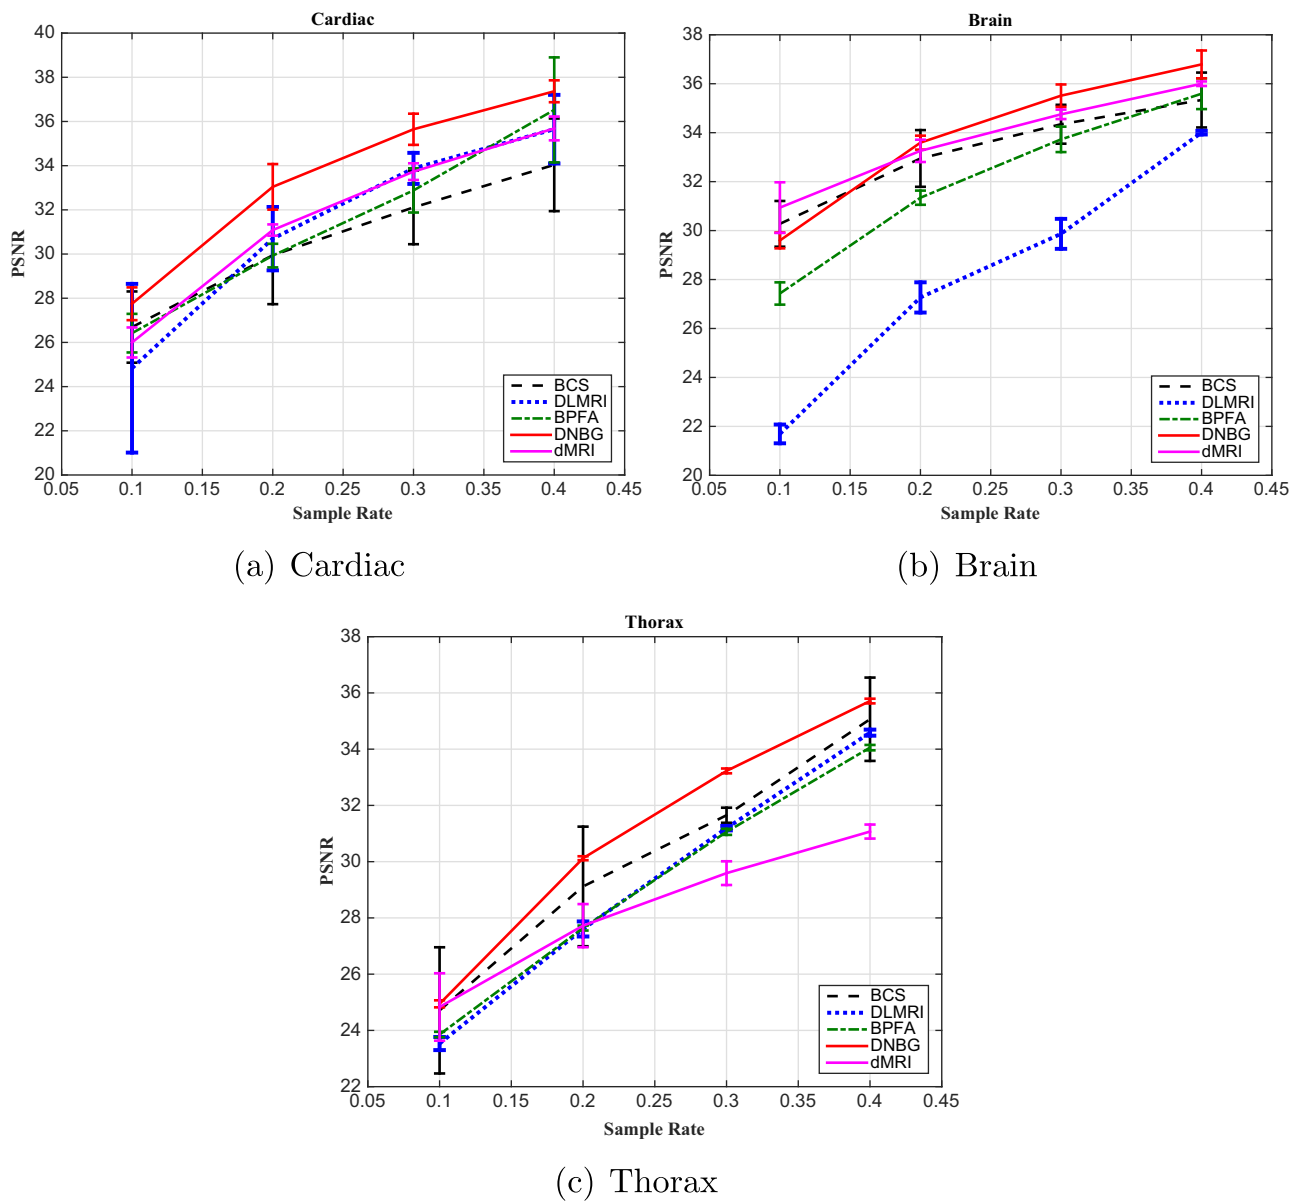 Cardiac
40
38
36
34
32
30
28
26
24
22
20
PSNR
0.05 0.1 0.15 0.2 0.25 0.3 0.35 0.4 0.45
Sample Rate
BCS
DLMRI
BPFA
DNBG
dMRI
(a) Cardiac
Brain
38
36
34
32
30
28
26
24
22
20
PSNR
0.05 0.1 0.15 0.2 0.25 0.3 0.35 0.4 0.45
Sample Rate
BCS
DLMRI
BPFA
DNBG
dMRI
(b) Brain
Thorax
38
36
34
32
30
28
26
24
22
PSNR
0.05 0.1 0.15 0.2 0.25 0.3 0.35 0.4 0.45
Sample Rate
BCS
DLMRI
BPFA
DNBG
dMRI
(c) Thorax